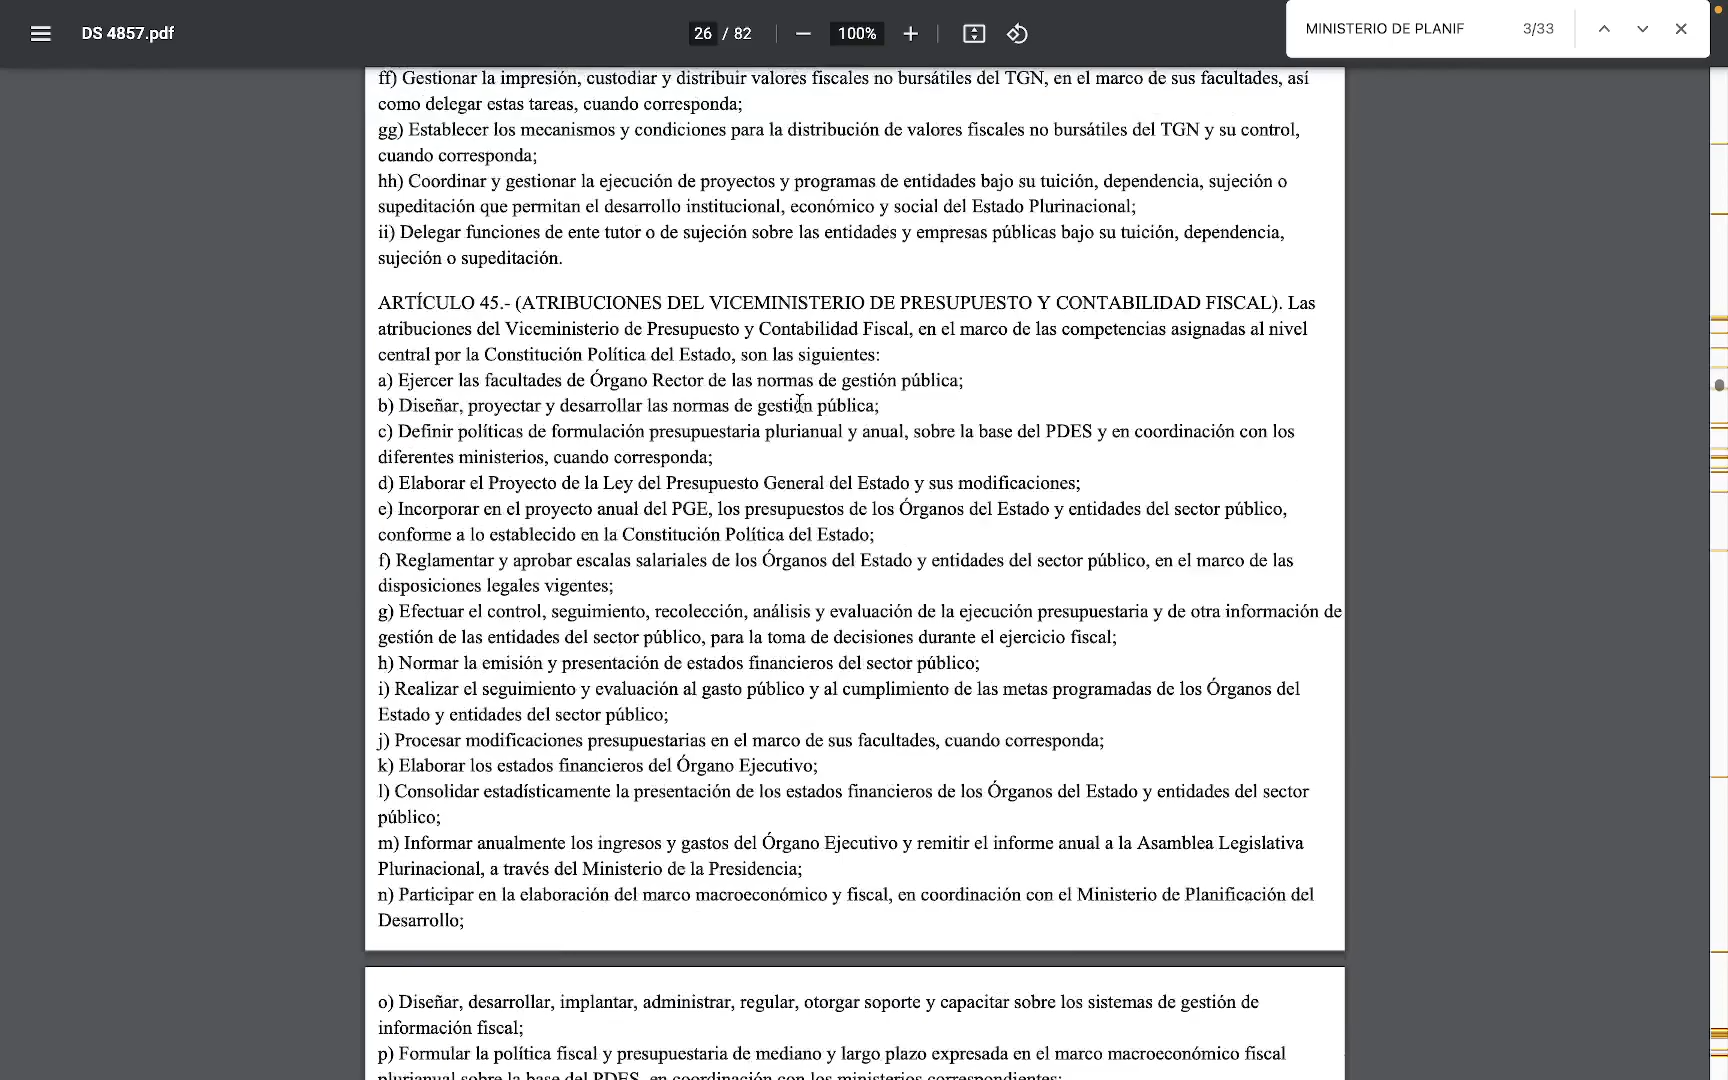 DS 4857.pdf
26 / 82
100%
MINISTERIO DE PLANIF
3/33
ff) Gestionar la impresión, custodiar y distribuir valores fiscales no bursátiles del TGN, en el marco de sus facultades, así
como delegar estas tareas, cuando corresponda;
gg) Establecer los mecanismos y condiciones para la distribución de valores fiscales no bursátiles del TGN y su control,
cuando corresponda;
hh) Coordinar y gestionar la ejecución de proyectos y programas de entidades bajo su tuición, dependencia, sujeción o
supeditación que permitan el desarrollo institucional, económico y social del Estado Plurinacional;
ii) Delegar funciones de ente tutor o de sujeción sobre las entidades y empresas públicas bajo su tuición, dependencia,
sujeción o supeditación.
ARTÍCULO 45.- (ATRIBUCIONES DEL VICEMINISTERIO DE PRESUPUESTO Y CONTABILIDAD FISCAL). Las
atribuciones del Viceministerio de Presupuesto y Contabilidad Fiscal, en el marco de las competencias asignadas al nivel
central por la Constitución Política del Estado, son las siguientes:
a) Ejercer las facultades de Órgano Rector de las normas de gestión pública;
b) Diseñar, proyectar y desarrollar las normas de gestión pública;
c) Definir políticas de formulación presupuestaria plurianual y anual, sobre la base del PDES y en coordinación con los
diferentes ministerios, cuando corresponda;
d) Elaborar el Proyecto de la Ley del Presupuesto General del Estado y sus modificaciones;
e) Incorporar en el proyecto anual del PGE, los presupuestos de los Órganos del Estado y entidades del sector público,
conforme a lo establecido en la Constitución Política del Estado;
f) Reglamentar y aprobar escalas salariales de los Órganos del Estado y entidades del sector público, en el marco de las
disposiciones legales vigentes;
g) Efectuar el control, seguimiento, recolección, análisis y evaluación de la ejecución presupuestaria y de otra información de
gestión de las entidades del sector público, para la toma de decisiones durante el ejercicio fiscal;
h) Normar la emisión y presentación de estados financieros del sector público;
i) Realizar el seguimiento y evaluación al gasto público y al cumplimiento de las metas programadas de los Órganos del
Estado y entidades del sector público;
j) Procesar modificaciones presupuestarias en el marco de sus facultades, cuando corresponda;
k) Elaborar los estados financieros del Órgano Ejecutivo;
l) Consolidar estadísticamente la presentación de los estados financieros de los Órganos del Estado y entidades del sector
público;
m) Informar anualmente los ingresos y gastos del Órgano Ejecutivo y remitir el informe anual a la Asamblea Legislativa
Plurinacional, a través del Ministerio de la Presidencia;
n) Participar en la elaboración del marco macroeconómico y fiscal, en coordinación con el Ministerio de Planificación del
Desarrollo;
o) Diseñar, desarrollar, implantar, administrar, regular, otorgar soporte y capacitar sobre los sistemas de gestión de
información fiscal;
p) Formular la política fiscal y presupuestaria de mediano y largo plazo expresada en el marco macroeconómico fiscal
plurianual sobre la base del PDES, en coordinación con los ministerios correspondientes;